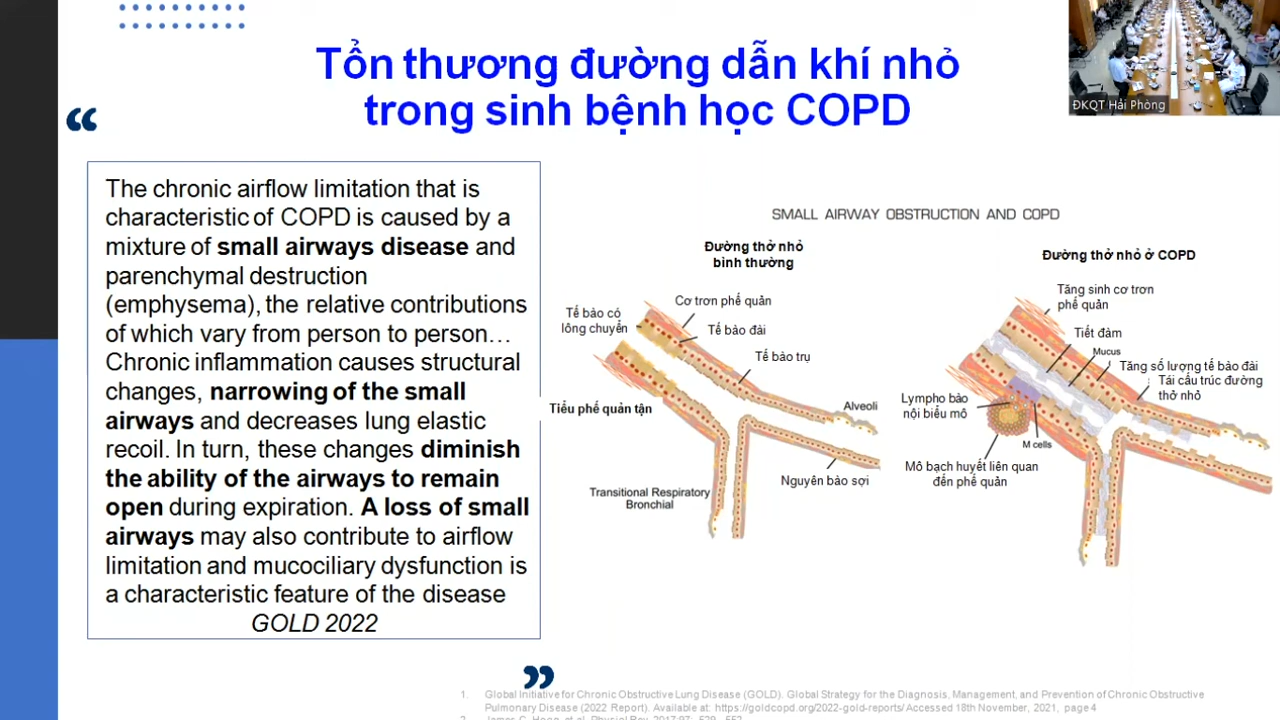 Tổn thương đường dẫn khí nhỏ
trong sinh bệnh học COPD
ĐKQT Hải Phòng
“
The chronic airflow limitation that is
characteristic of COPD is caused by a
mixture of small airways disease and
parenchymal destruction
(emphysema), the relative contributions
of which vary from person to person…
Chronic inflammation causes structural
changes, narrowing of the small
airways and decreases lung elastic
recoil. In turn, these changes diminish
the ability of the airways to remain
open during expiration. A loss of small
airways may also contribute to airflow
limitation and mucociliary dysfunction is
a characteristic feature of the disease
GOLD 2022
”
SMALL AIRWAY OBSTRUCTION AND COPD
Đường thở nhỏ
bình thường
Cơ trơn phế quản
Tế bào có
lông chuyển
Tế bào đài
Tế bào trụ
Tiểu phế quản tận
Alveoli
Nguyên bào sợi
Transitional Respiratory
Bronchial
Đường thở nhỏ ở COPD
Tăng sinh cơ trơn
phế quản
Tiết đàm
Mucus
Tăng số lượng tế bào đài
Tái cấu trúc đường
thở nhỏ
Lympho bào
nội biểu mô
M cells
Mô bạch huyết liên quan
đến phế quản
1. Global Initiative for Chronic Obstructive Lung Disease (GOLD). Global Strategy for the Diagnosis, Management, and Prevention of Chronic Obstructive
Pulmonary Disease (2022 Report). Available at: https://goldcopd.org/2022-gold-reports/ Accessed 18th November, 2021, page 4